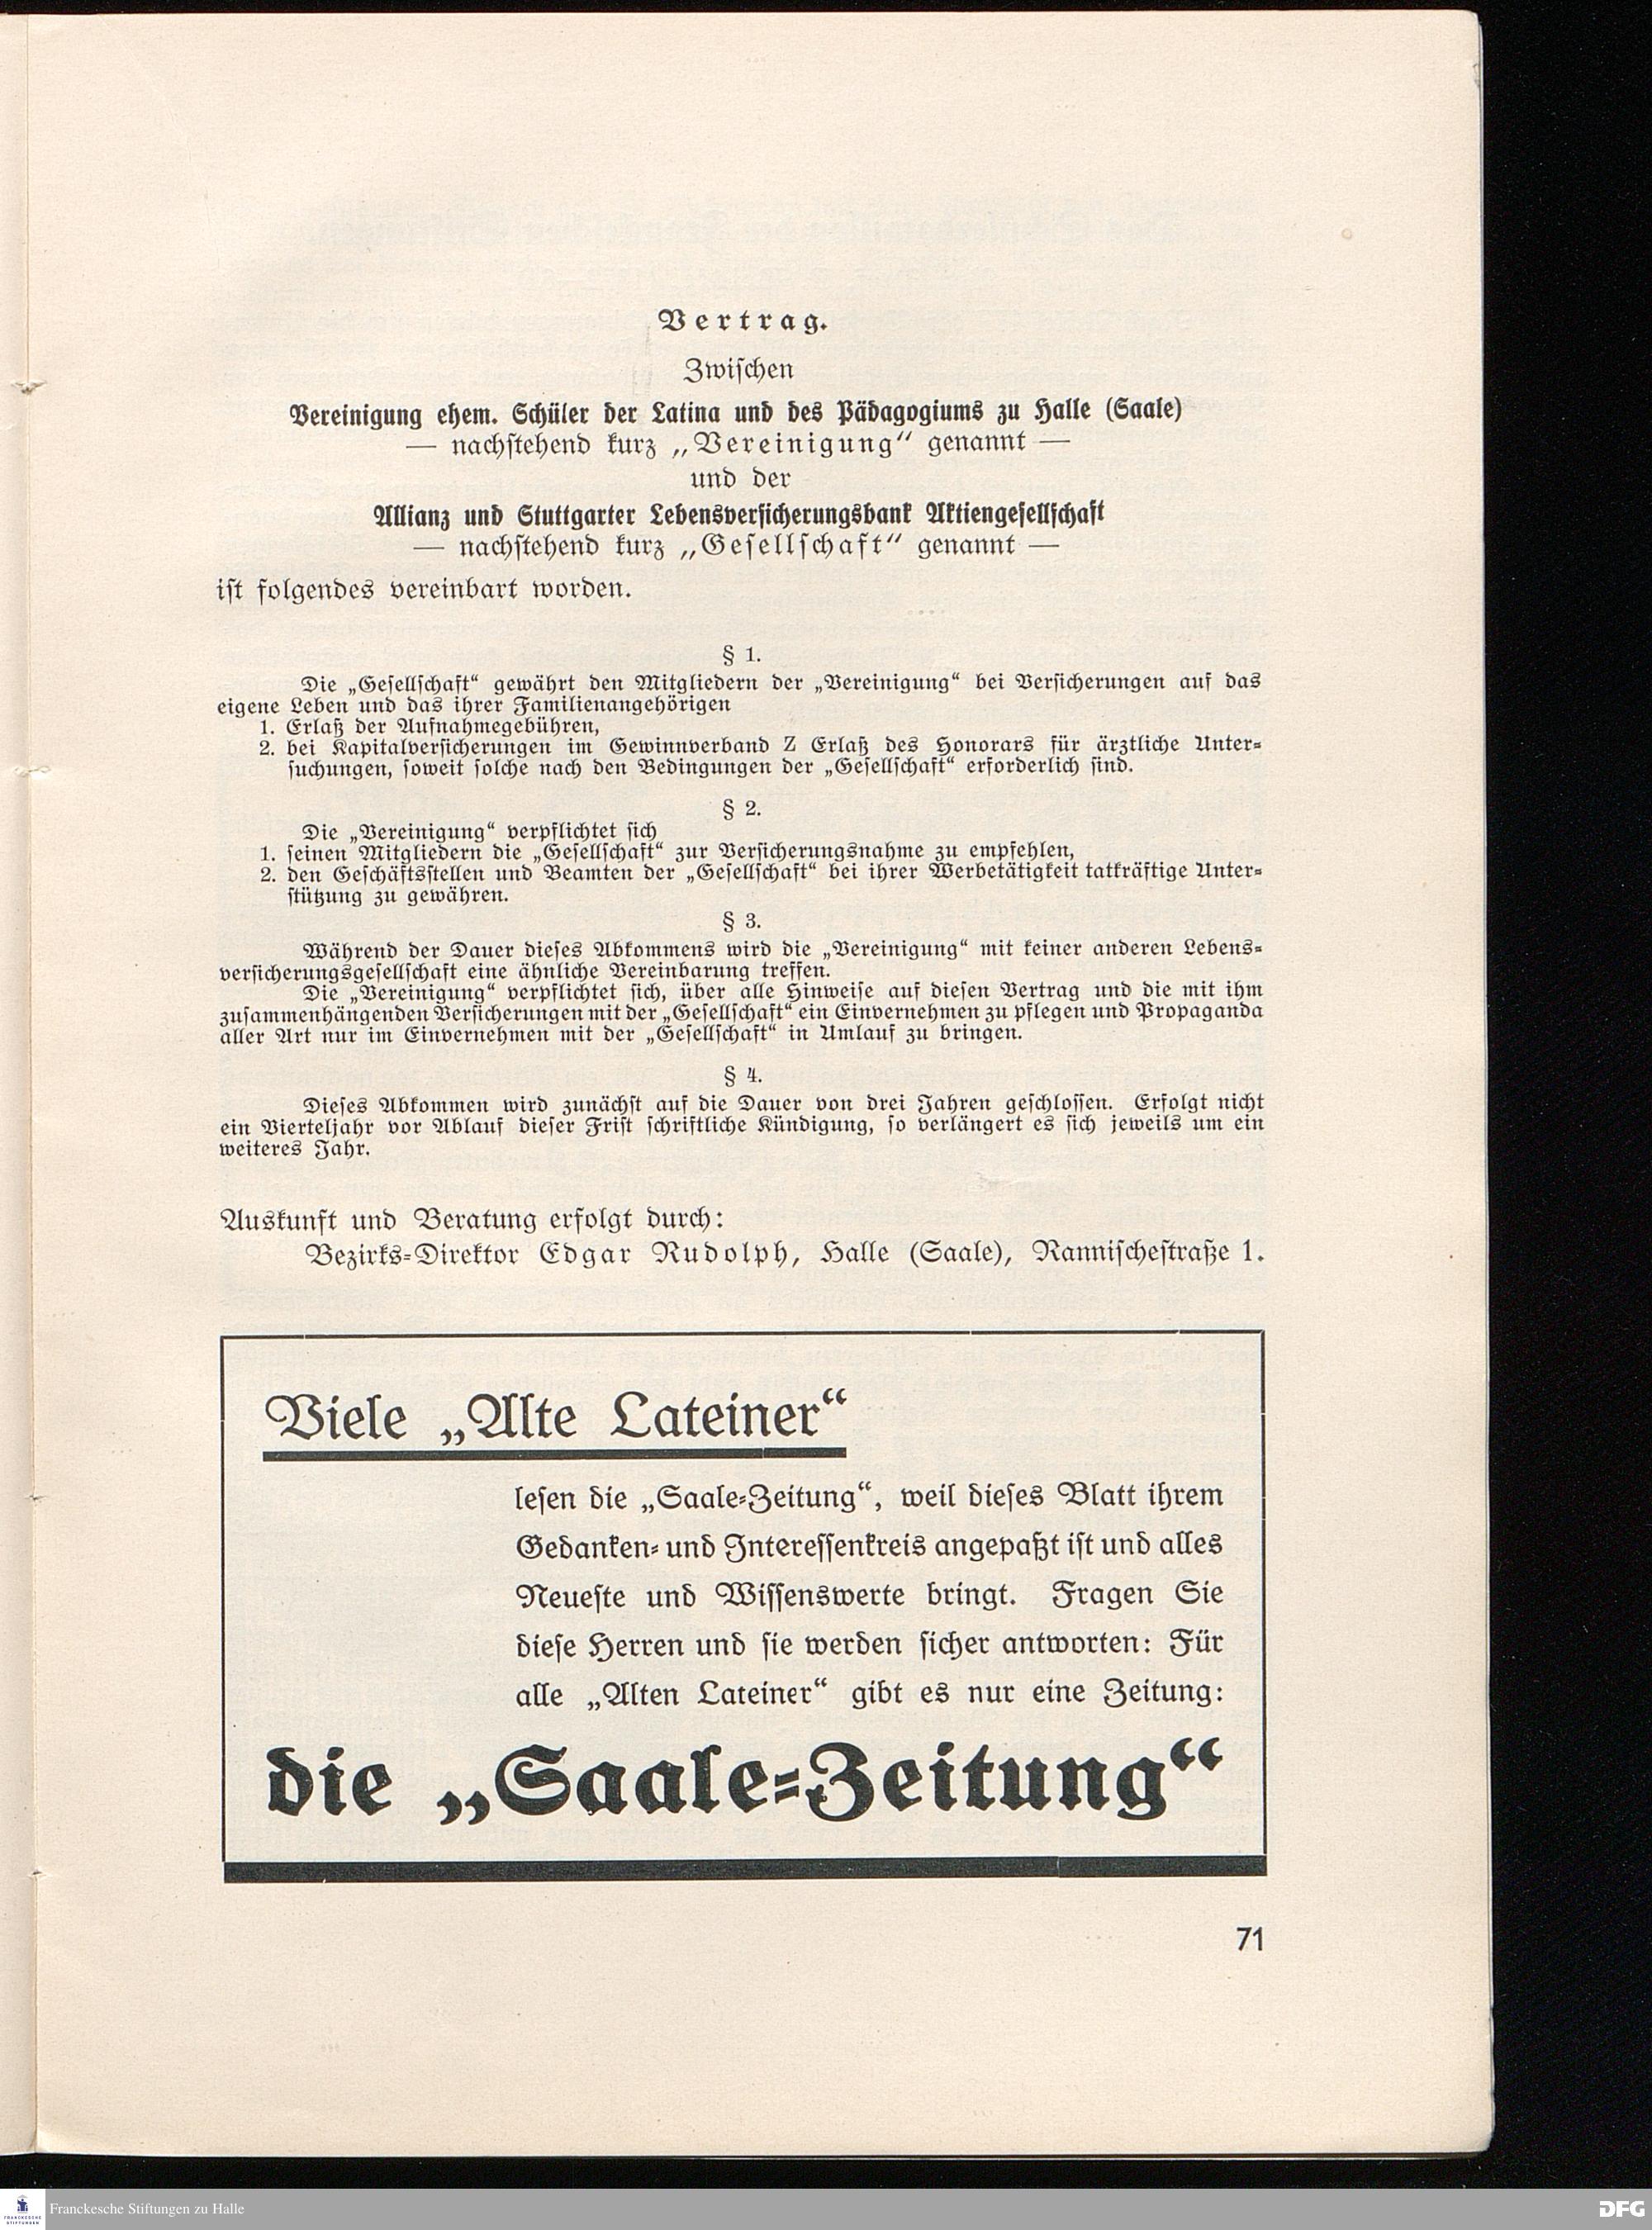 Vertrag.
Zwischen
Vereinigung ehem. Schüler der Latina und des Pädagogiums zu Halle (Saale)
— nachstehend kurz „Vereinigung“ genannt —
und der
Allianz und Stuttgarter Lebensversicherungsbank Aktiengesellschaft
— nachstehend kurz „Gesellschaft“ genannt —
ist folgendes vereinbart worden.
§ 1.
Die „Gesellschaft“ gewährt den Mitgliedern der „Vereinigung“ bei Versicherungen auf das
eigene Leben und das ihrer Familienangehörigen
1. Erlaß der Aufnahmegebühren,
2. bei Kapitalversicherungen im Gewinnverband Z Erlaß des Honorars für ärztliche Unter-
suchungen, soweit solche nach den Bedingungen der „Gesellschaft“ erforderlich sind.
§ 2.
Die „Vereinigung“ verpflichtet sich
1. seinen Mitgliedern die „Gesellschaft“ zur Versicherungsnahme zu empfehlen,
2. den Geschäftsstellen und Beamten der „Gesellschaft“ bei ihrer Werbetätigkeit tatkräftige Unter-
stützung zu gewähren.
§ 3.
Während der Dauer dieses Abkommens wird die „Vereinigung“ mit keiner anderen Lebens-
versicherungsgesellschaft eine ähnliche Vereinbarung treffen.
Die „Vereinigung“ verpflichtet sich, über alle Hinweise auf diesen Vertrag und die mit ihm
zusammenhängenden Versicherungen mit der „Gesellschaft“ ein Einvernehmen zu pflegen und Propaganda
aller Art nur im Einvernehmen mit der „Gesellschaft“ in Umlauf zu bringen.
§ 4.
Dieses Abkommen wird zunächst auf die Dauer von drei Jahren geschlossen. Erfolgt nicht
ein Vierteljahr vor Ablauf dieser Frist schriftliche Kündigung, so verlängert es sich jeweils um ein
weiteres Jahr.
Auskunft und Beratung erfolgt durch:
Bezirks-Direktor Edgar Rudolph, Halle (Saale), Rannischestraße 1.
Viele „Alte Lateiner“
lesen die „Saale-Zeitung“, weil dieses Blatt ihrem
Gedanken- und Interessenkreis angepaßt ist und alles
Neueste und Wissenswerte bringt. Fragen Sie
diese Herren und sie werden sicher antworten: Für
alle „Alten Lateiner“ gibt es nur eine Zeitung:
die „Saale-Zeitung“
71
FRANCKESCHE STIFTUNGEN
Franckesche Stiftungen zu Halle
DFG